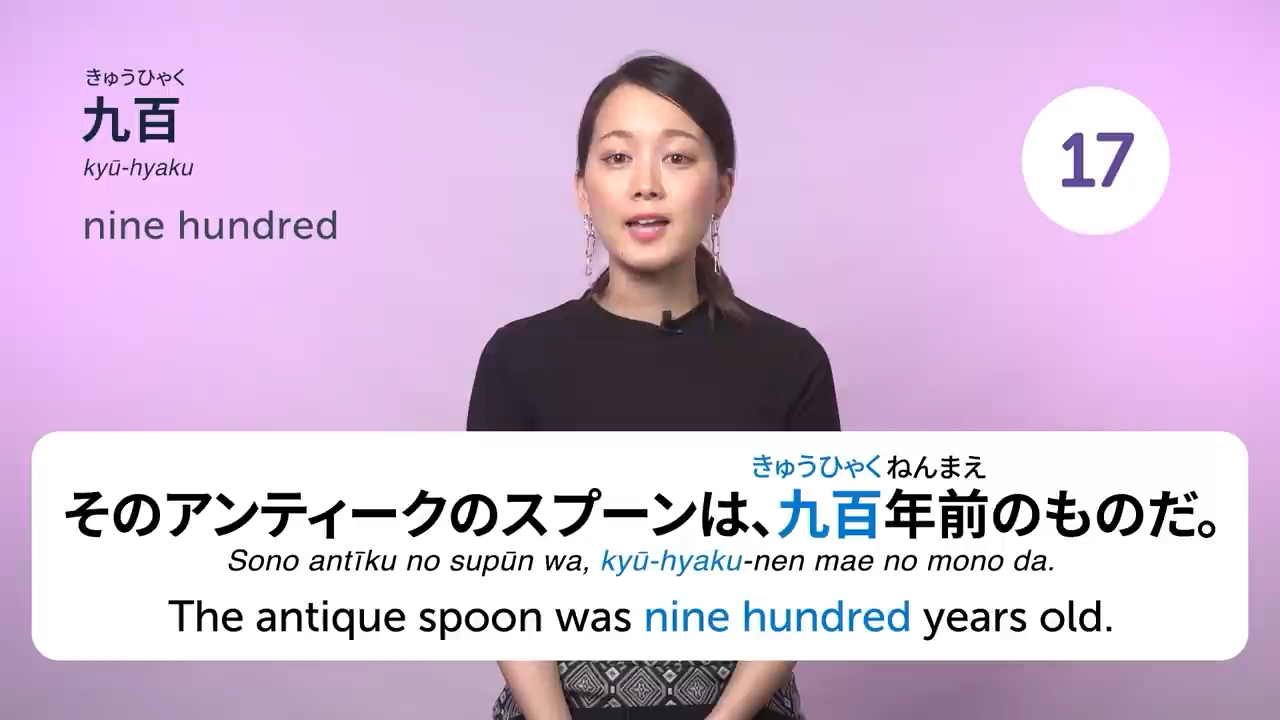 きゅうひゃく
九百
kyū-hyaku
nine hundred
17
きゅうひゃく ねんまえ
そのアンティークのスプーンは、九百年前のものだ。
Sono antīku no supūn wa, kyū-hyaku-nen mae no mono da.
The antique spoon was nine hundred years old.